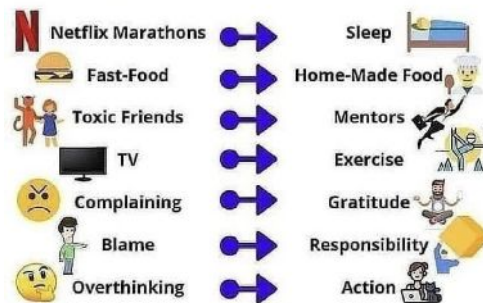 Netflix Marathons Sleep
Fast-Food Home-Made Food
Toxic Friends Mentors
TV Exercise
Complaining Gratitude
Blame Responsibility
Overthinking Action